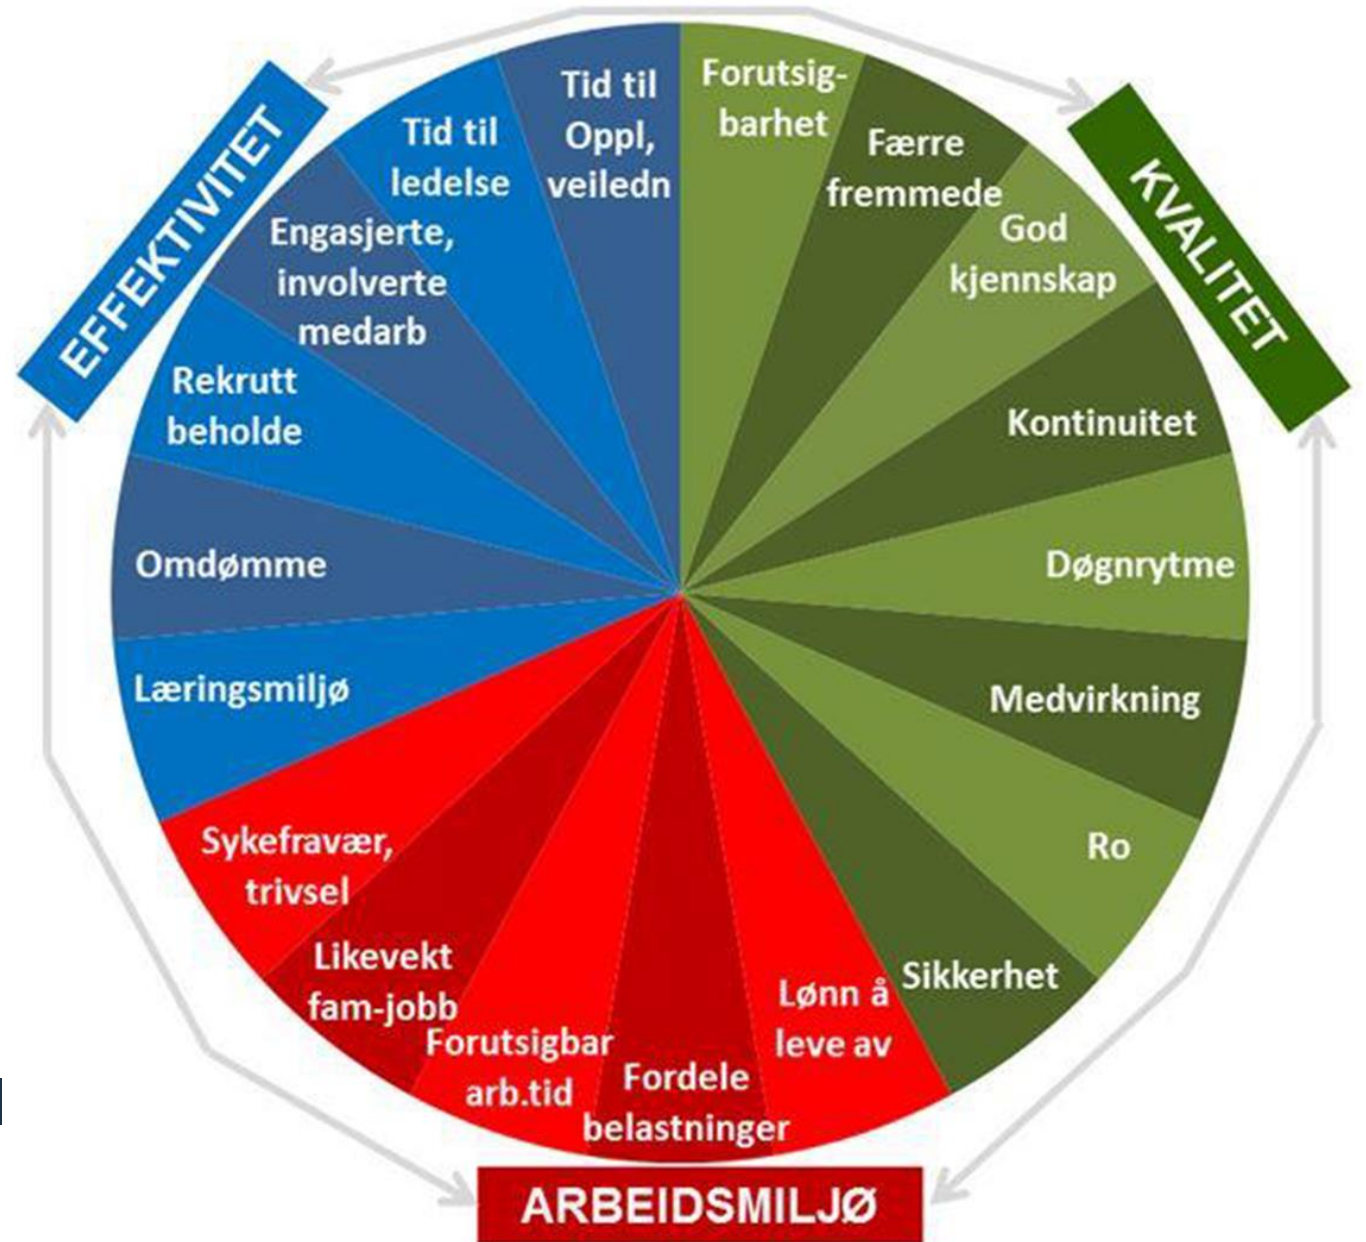 EFFEKTIVITET
KVALITET
ARBEIDSMILJØ
Forutsig-
barhet
Færre
fremmede
God
kjennskap
Kontinuitet
Døgnrytme
Medvirkning
Ro
Sikkerhet
Lønn å
leve av
Fordele
belastninger
Forutsigbar
arb.tid
Likevekt
fam-jobb
Sykefravær,
trivsel
Læringsmiljø
Omdømme
Rekrutt
beholde
Engasjerte,
involverte
medarb
Tid til
ledelse
Tid til
Oppl,
veiledn